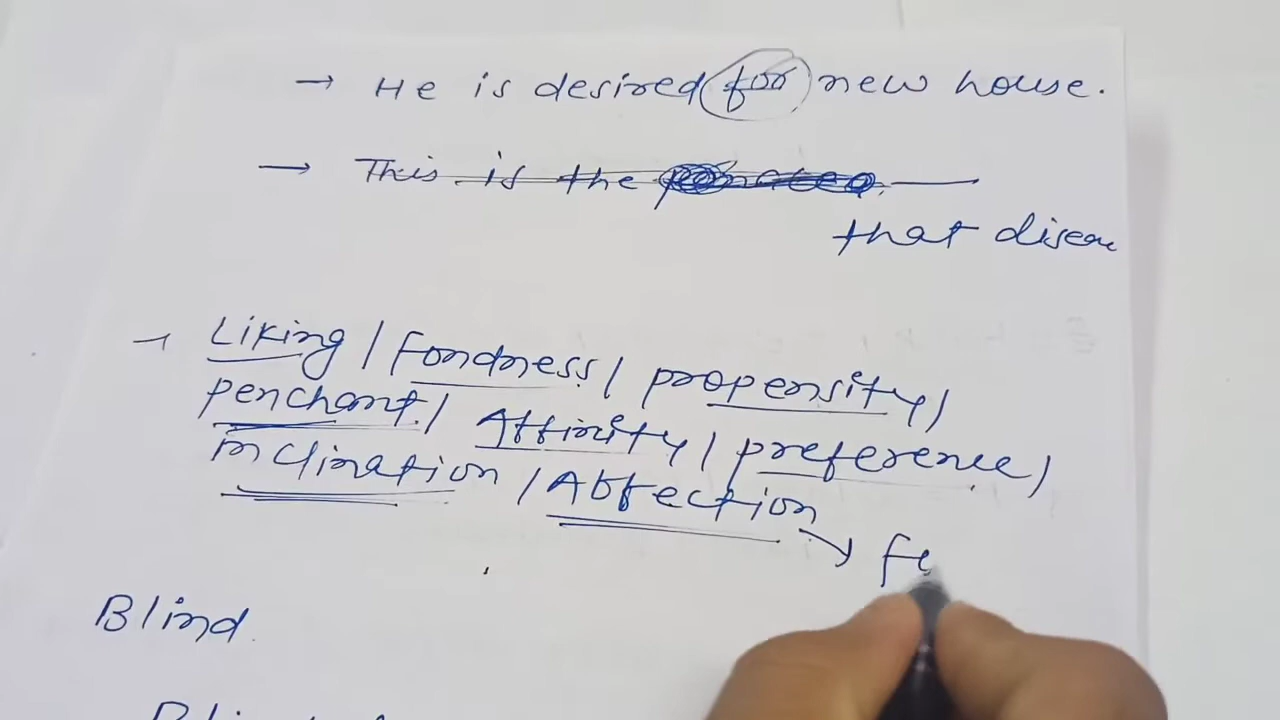 → He is desired for new house.
→ This is the
that disea
→ Liking / Fondness / propensity /
penchant / Affinity / preference /
inclination / Affection
→ fe
Blind